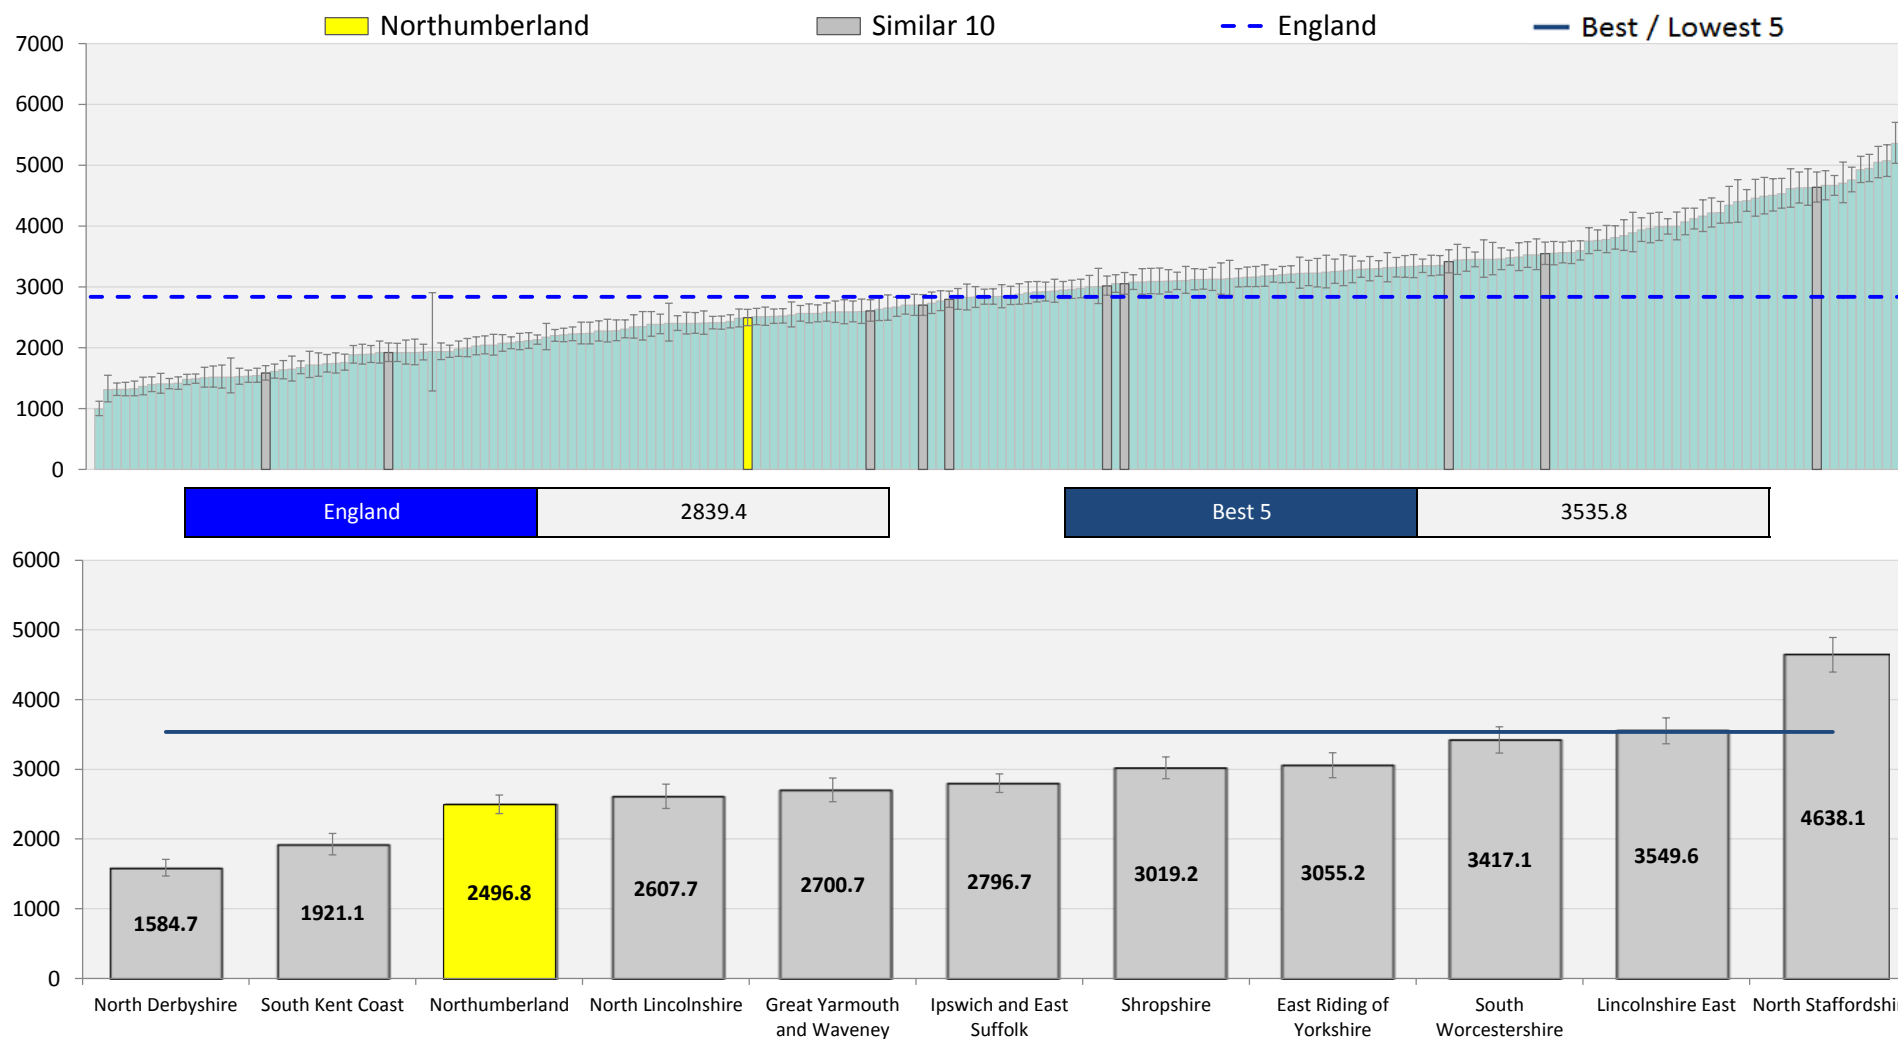 Northumberland
Similar 10
England
Best / Lowest 5
7000
6000
5000
4000
3000
2000
1000
0
England
2839.4
Best 5
3535.8
6000
5000
4000
3000
2000
1000
0
1584.7
1921.1
2496.8
2607.7
2700.7
2796.7
3019.2
3055.2
3417.1
3549.6
4638.1
North Derbyshire
South Kent Coast
Northumberland
North Lincolnshire
Great Yarmouth
and Waveney
Ipswich and East
Suffolk
Shropshire
East Riding of
Yorkshire
South
Worcestershire
Lincolnshire East
North Staffordshir